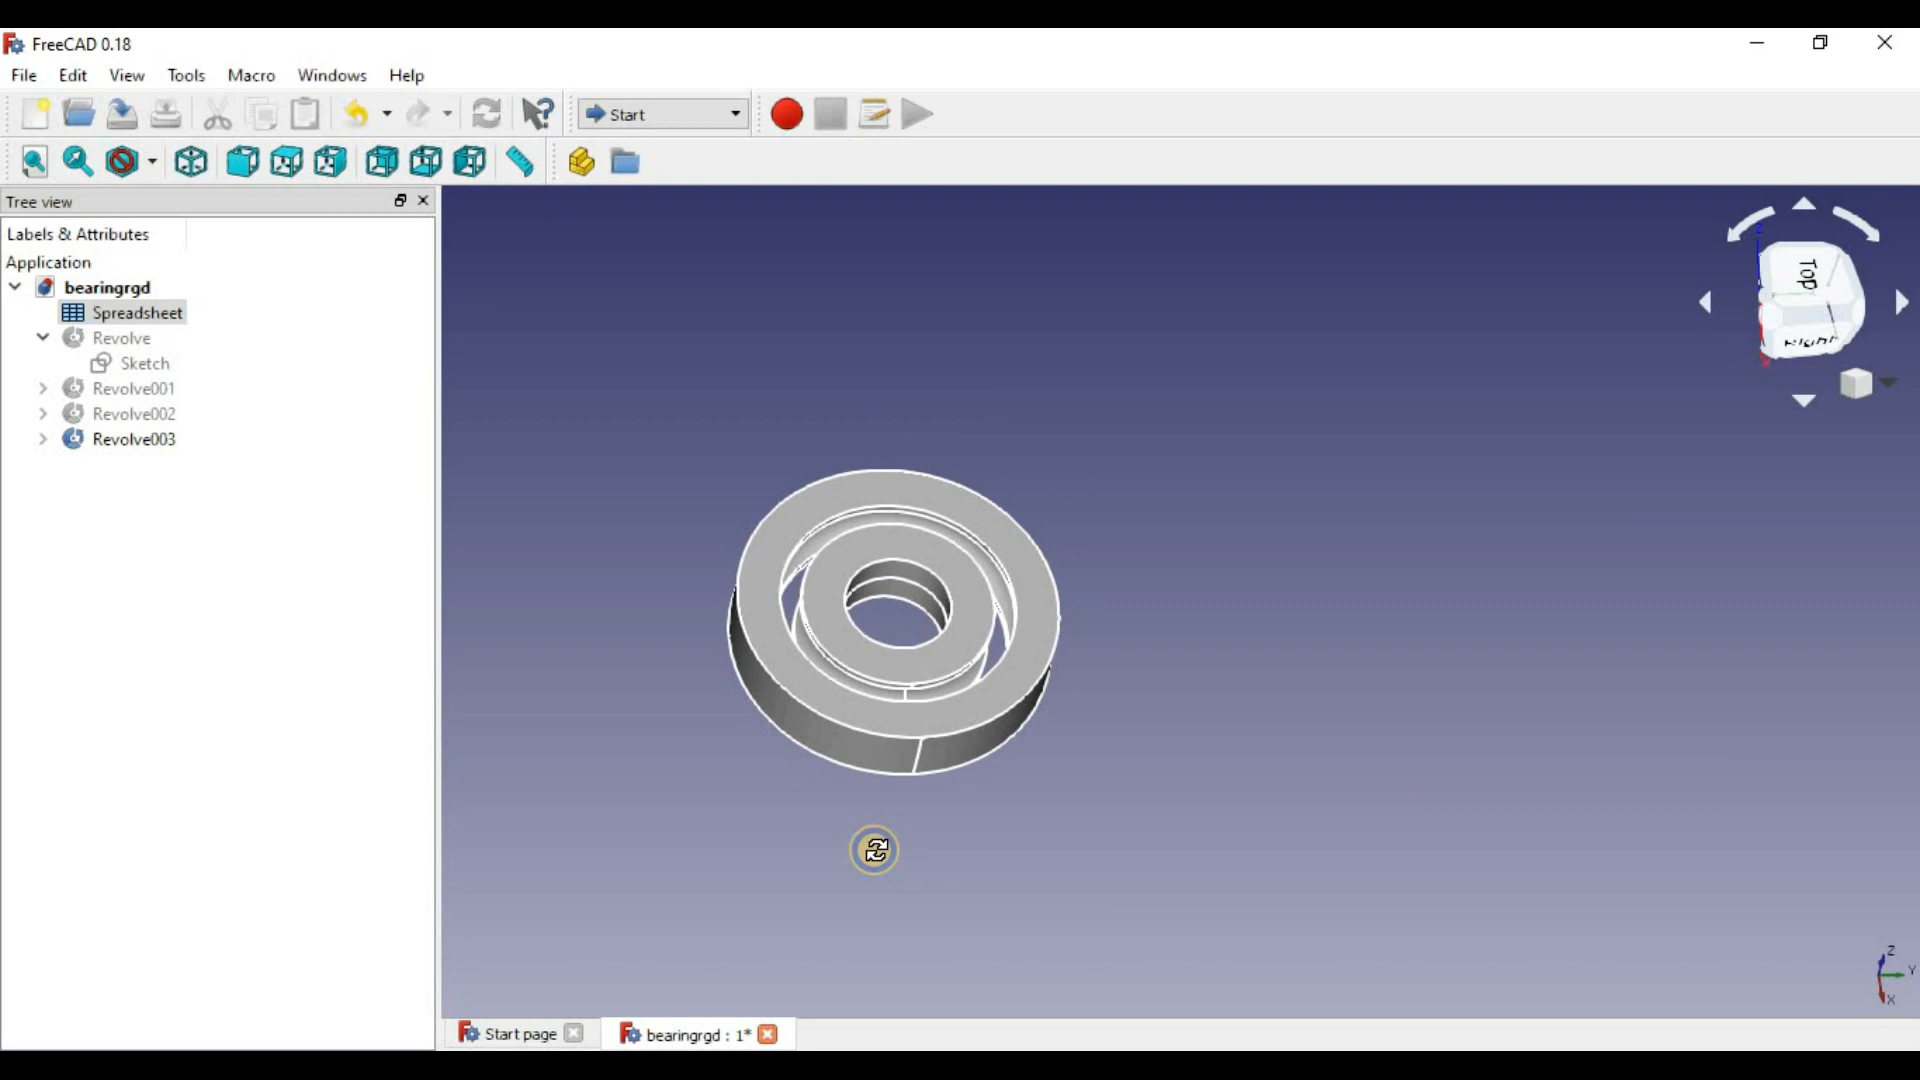 FreeCAD 0.18
File Edit View Tools Macro Windows Help
Start
Tree view
Labels & Attributes
Application
bearingrgd
Spreadsheet
Revolve
Sketch
Revolve001
Revolve002
Revolve003
Top
Right
Z
Y
X
Start page
bearingrgd : 1*